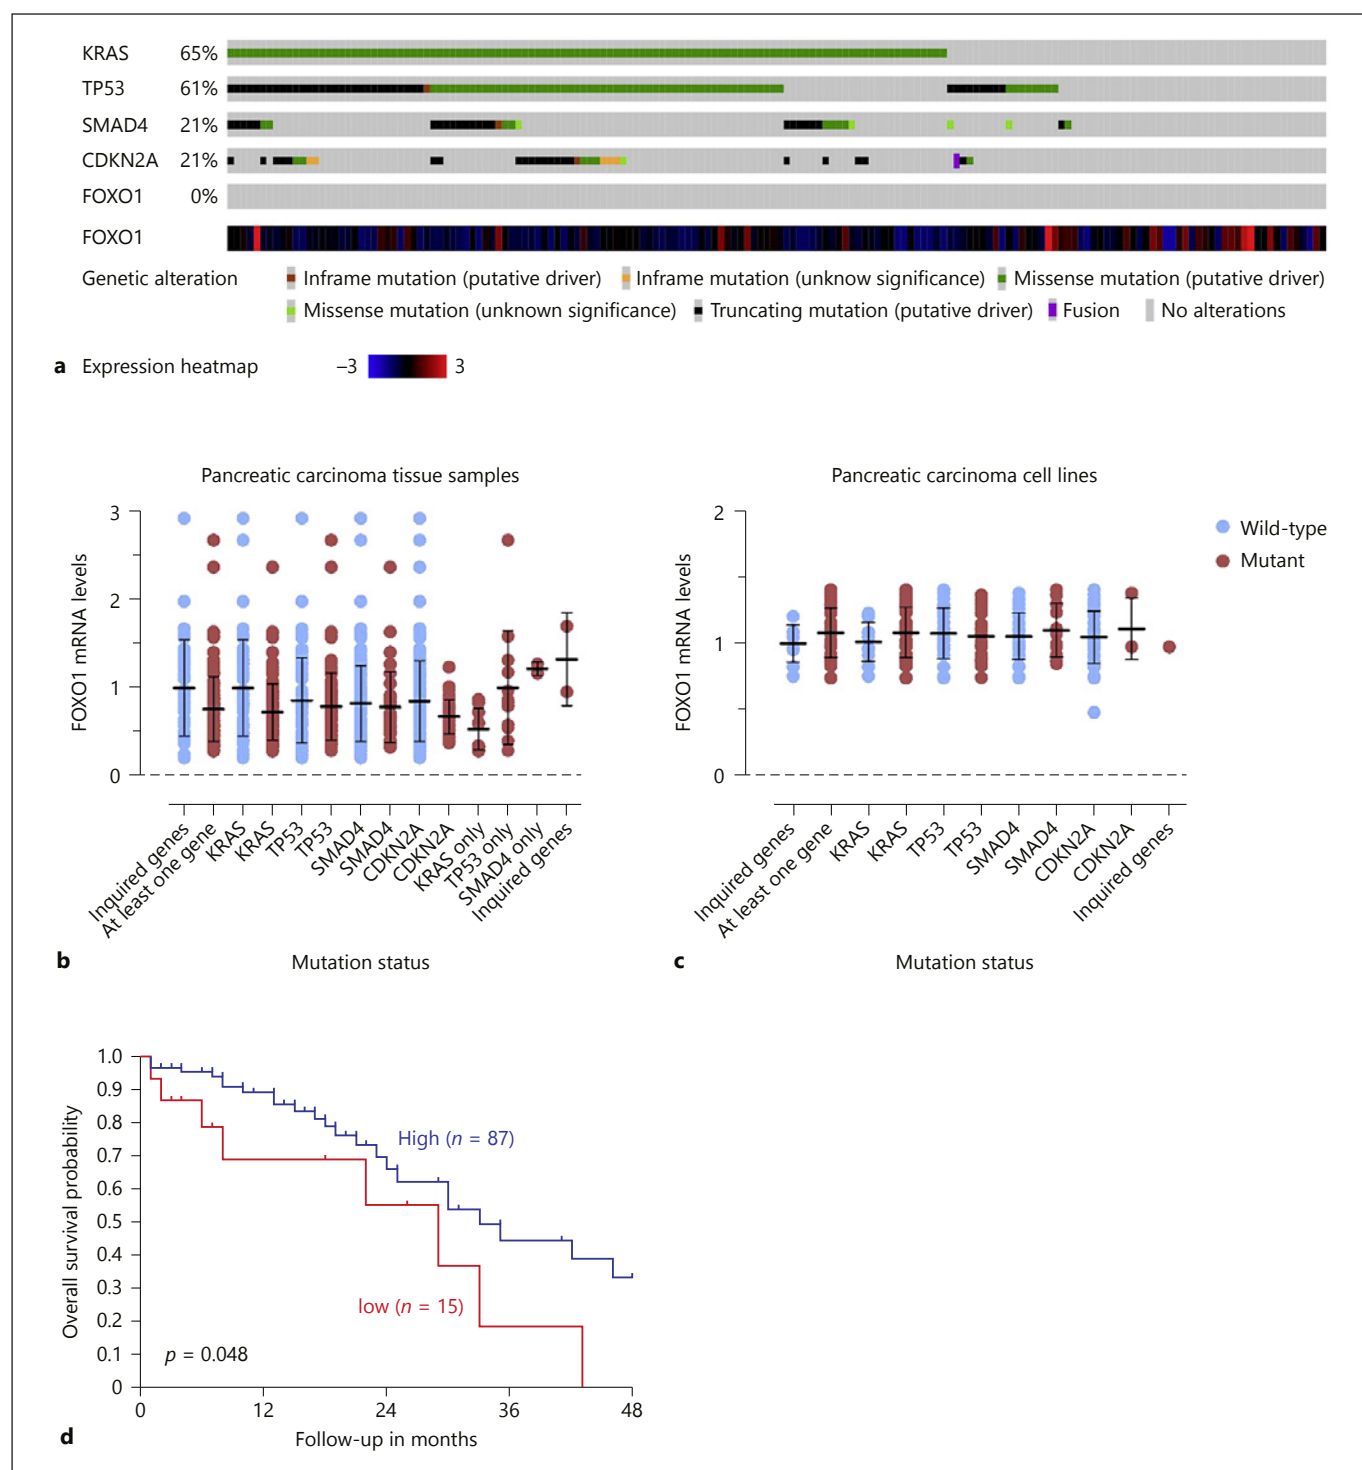 KRAS 65%
TP53 61%
SMAD4 21%
CDKN2A 21%
FOXO1 0%
FOXO1
Genetic alteration Inframe mutation (putative driver) Inframe mutation (unknow significance) Missense mutation (putative driver)
Missense mutation (unknown significance) Truncating mutation (putative driver) Fusion No alterations
a Expression heatmap –3 3
Pancreatic carcinoma tissue samples
3
2
1
0
FOXO1 mRNA levels
Inquired genes
At least one gene
KRAS
KRAS
TP53
TP53
SMAD4
SMAD4
CDKN2A
CDKN2A
KRAS only
TP53 only
SMAD4 only
Inquired genes
b Mutation status
Pancreatic carcinoma cell lines
2
1
0
FOXO1 mRNA levels
Wild-type
Mutant
Inquired genes
At least one gene
KRAS
KRAS
TP53
TP53
SMAD4
SMAD4
CDKN2A
CDKN2A
Inquired genes
c Mutation status
1.0
0.9
0.8
0.7
0.6
0.5
0.4
0.3
0.2
0.1
0
Overall survival probability
High (n = 87)
low (n = 15)
p = 0.048
0 12 24 36 48
d Follow-up in months